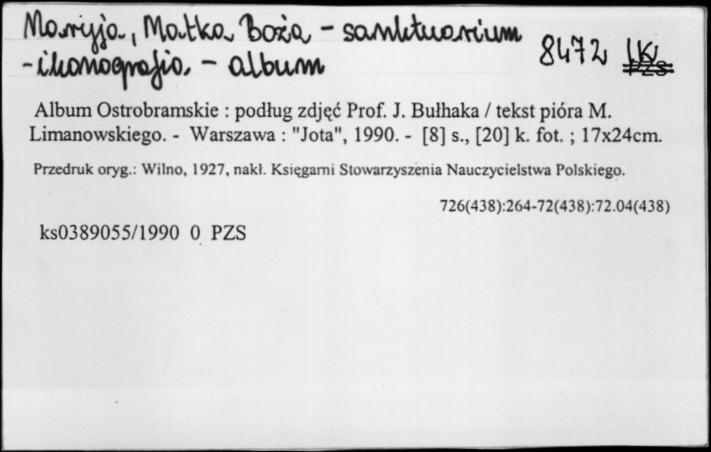 Maryja, Matka Boża - sanktuarium
- ikonografia - album
8472 IK
PZS
Album Ostrobramskie : podług zdjęć Prof. J. Bułhaka / tekst pióra M.
Limanowskiego. - Warszawa : "Jota", 1990. - [8] s., [20] k. fot. ; 17x24cm.
Przedruk oryg.: Wilno, 1927, nakł. Księgarni Stowarzyszenia Nauczycielstwa Polskiego.
726(438):264-72(438):72.04(438)
ks0389055/1990 0 PZS